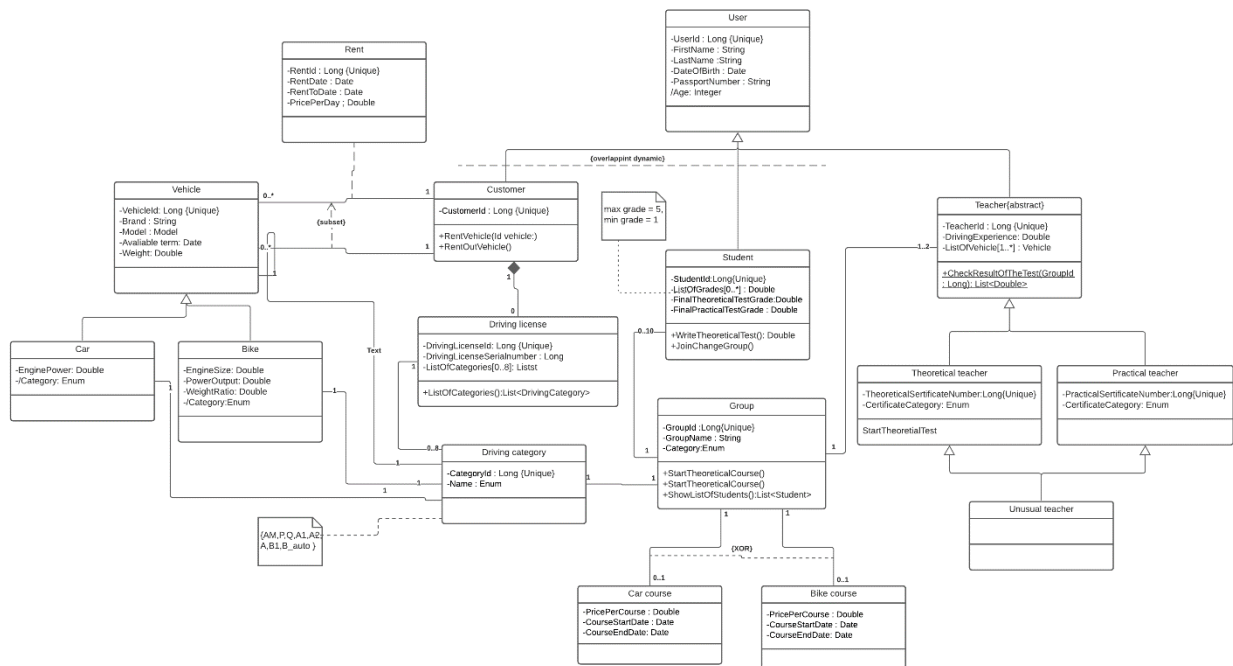 User
-UserId : Long {Unique}
-FirstName : String
-LastName :String
-DateOfBirth : Date
-PassportNumber : String
/Age: Integer
Rent
-RentId : Long {Unique}
-RentDate : Date
-RentToDate : Date
-PricePerDay ; Double
{overlappint dynamic}
Vehicle
-VehicleId: Long {Unique}
-Brand : String
-Model : Model
-Avaliable term: Date
-Weight: Double
0..*
1
{subset}
0..*
1
1
Customer
-CustomerId : Long {Unique}
+RentVehicle(Id vehicle:)
+RentOutVehicle()
1
0
max grade = 5,
min grade = 1
Student
-StudentId:Long{Unique}
-ListOfGrades[0..*] : Double
-FinalTheoreticalTestGrade:Double
-FinalPracticalTestGrade : Double
+WriteTheoreticalTest(): Double
+JoinChangeGroup()
0..10
1
Teacher{abstract}
-TeacherId : Long {Unique}
-DrivingExperience: Double
-ListOfVehicle[1..*] : Vehicle
+CheckResultOfTheTest(GroupId
: Long): List<Double>
1..2
1
Car
-EnginePower: Double
-/Category: Enum
1
1
Bike
-EngineSize: Double
-PowerOutput: Double
-WeightRatio: Double
-/Category:Enum
1
1
Text
1
Driving license
-DrivingLicenseId: Long {Unique}
-DrivingLicenseSerialnumber : Long
-ListOfCategories[0..8]: Listst
+ListOfCategories():List<DrivingCategory>
1
0..8
Theoretical teacher
-TheoreticalSertificateNumber:Long{Unique}
-CertificateCategory: Enum
StartTheoretialTest
Practical teacher
-PracticalSertificateNumber:Long{Unique}
-CertificateCategory: Enum
Group
-GroupId :Long{Unique}
-GroupName : String
-Category:Enum
+StartTheoreticalCourse()
+StartTheoreticalCourse()
+ShowListOfStudents():List<Student>
Driving category
-CategoryId : Long {Unique}
-Name : Enum
1
1
{AM,P,Q,A1,A2,
A,B1,B_auto }
Unusual teacher
1
1
{XOR}
0..1
0..1
Car course
-PricePerCourse : Double
-CourseStartDate : Date
-CourseEndDate: Date
Bike course
-PricePerCourse : Double
-CourseStartDate : Date
-CourseEndDate: Date